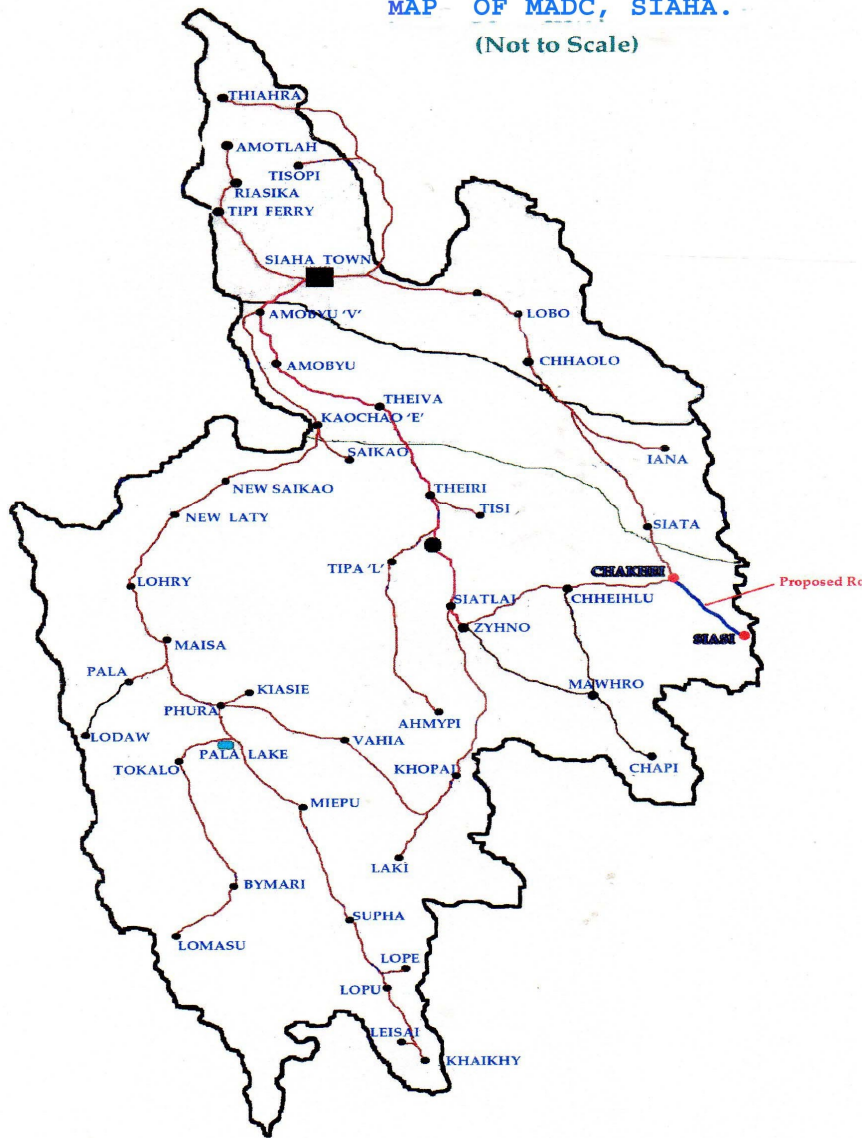 MAP OF MADC, SIAHA.
(Not to Scale)
THIAHRA
AMOTLAH
TISOPI
RIASIKA
TIPI FERRY
SIAHA TOWN
AMOBYU 'V'
LOBO
AMOBYU
CHHAOLO
THEIVA
KAOCHAO 'E'
SAIKAO
IANA
NEW SAIKAO
THEIRI
TISI
NEW LATY
SIATA
TIPA 'L'
CHAKHEI
Proposed Ro
LOHRY
CHHEIHLU
SIATLAI
ZYHNO
SIASI
MAISA
PALA
KIASIE
MAWHRO
PHURA
AHMYPI
LODAW
VAHIA
PALA LAKE
TOKALO
KHOPAI
CHAPI
MIEPU
LAKI
BYMARI
SUPHA
LOMASU
LOPE
LOPU
LEISAI
KHAIKHY